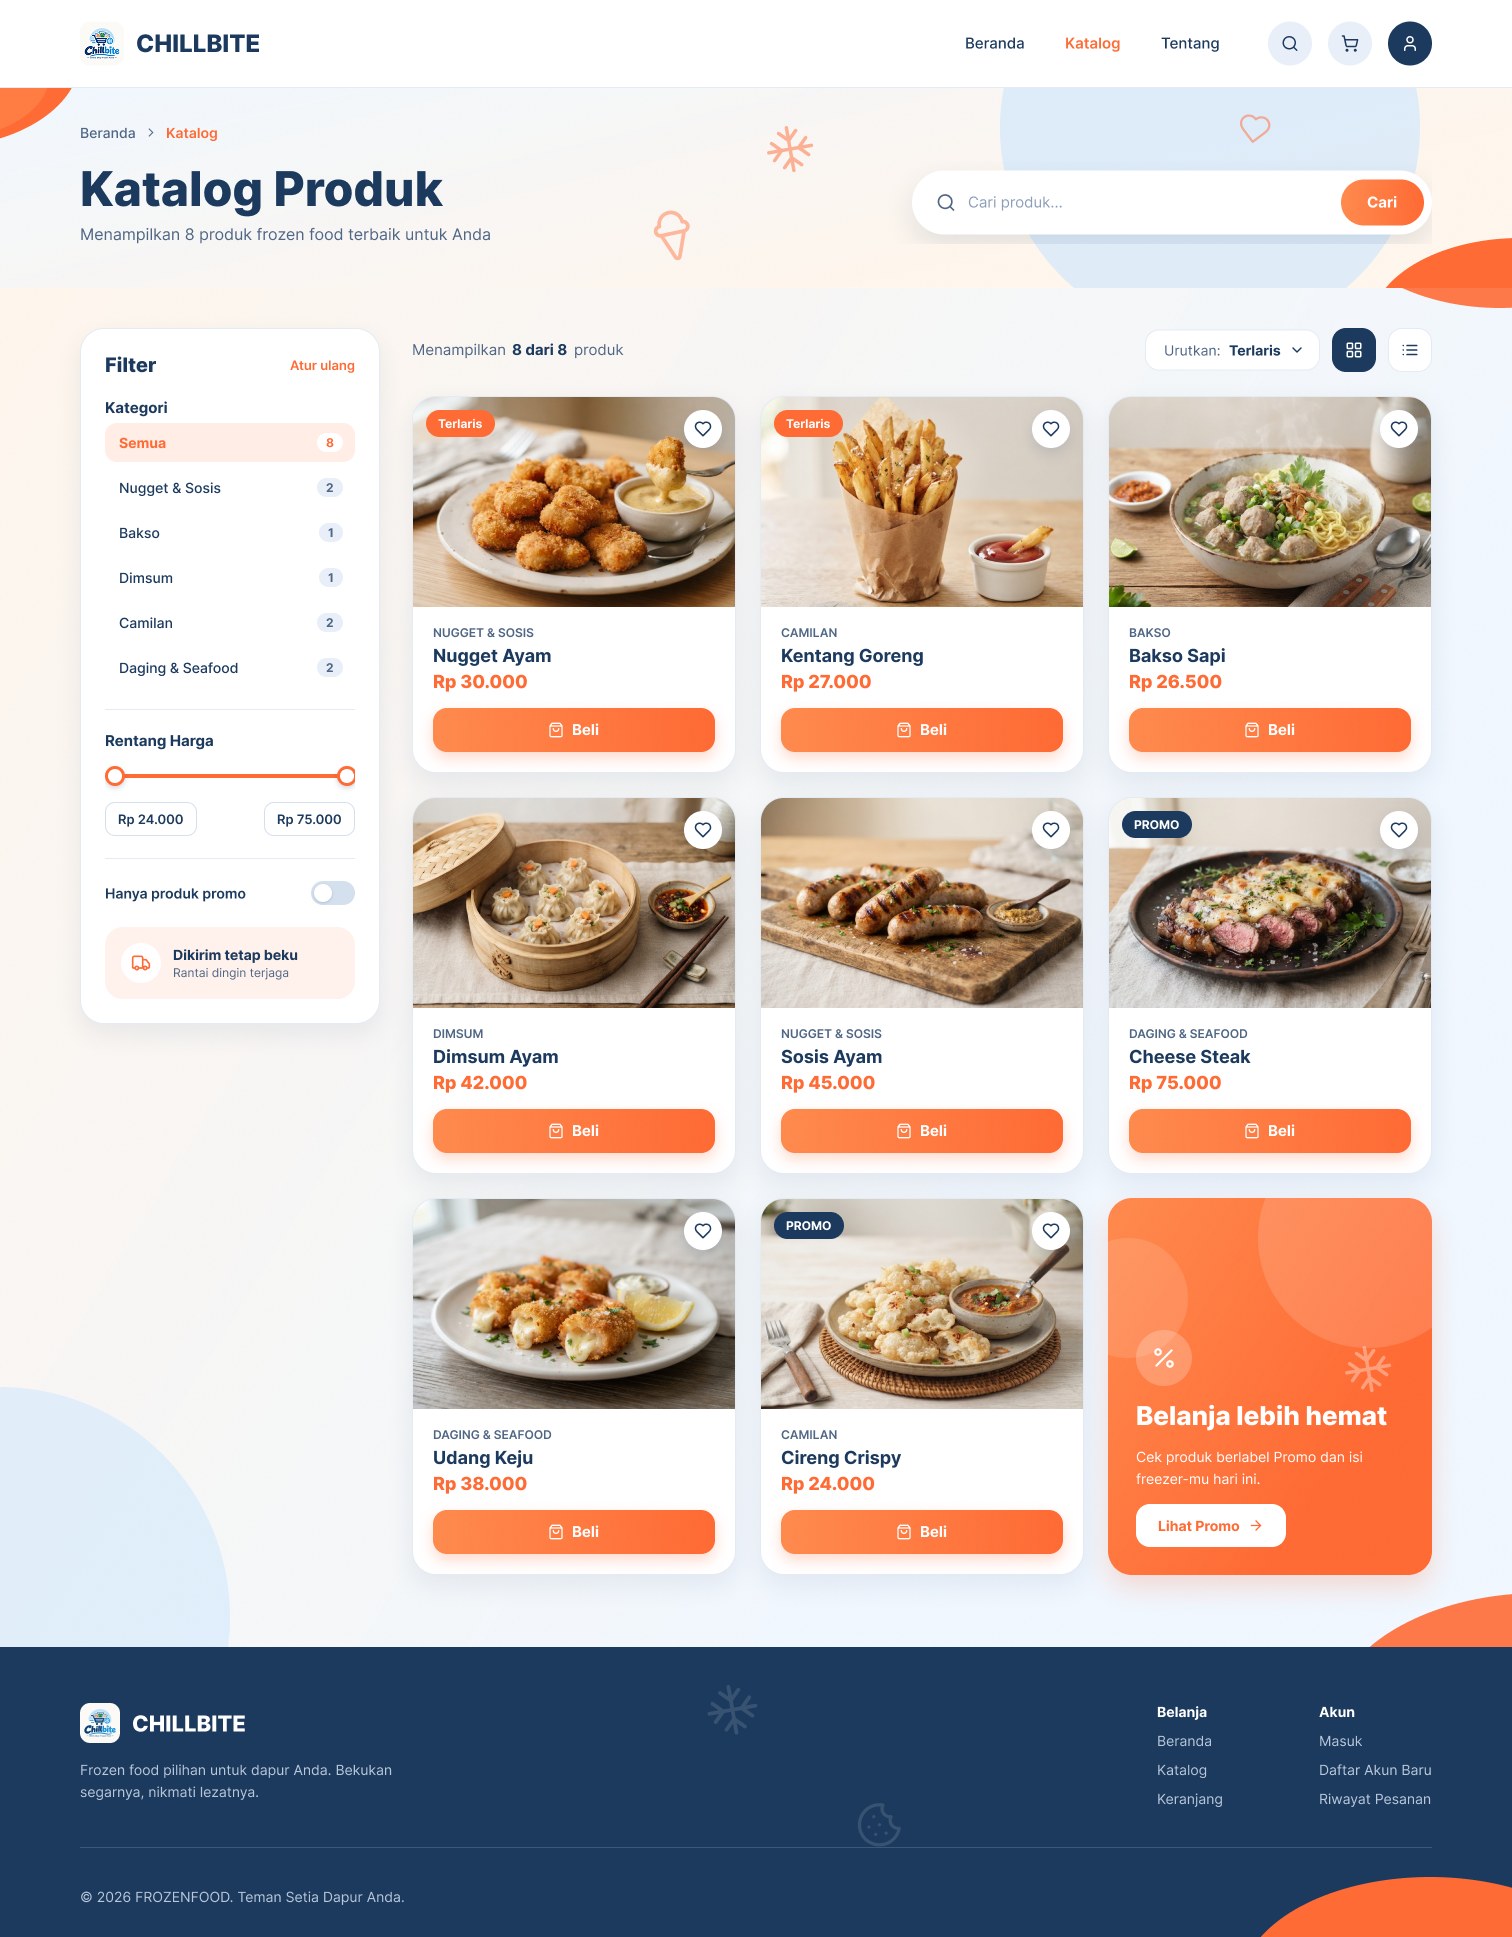 Chillbite
CHILLBITE
Beranda
Katalog
Tentang
Beranda
Katalog
Katalog Produk
Menampilkan 8 produk frozen food terbaik untuk Anda
Cari produk...
Cari
Filter
Atur ulang
Kategori
Semua 8
Nugget & Sosis 2
Bakso 1
Dimsum 1
Camilan 2
Daging & Seafood 2
Rentang Harga
Rp 24.000
Rp 75.000
Hanya produk promo
Dikirim tetap beku
Rantai dingin terjaga
Menampilkan 8 dari 8 produk
Urutkan: Terlaris
Terlaris
NUGGET & SOSIS
Nugget Ayam
Rp 30.000
Beli
Terlaris
CAMILAN
Kentang Goreng
Rp 27.000
Beli
BAKSO
Bakso Sapi
Rp 26.500
Beli
DIMSUM
Dimsum Ayam
Rp 42.000
Beli
NUGGET & SOSIS
Sosis Ayam
Rp 45.000
Beli
PROMO
DAGING & SEAFOOD
Cheese Steak
Rp 75.000
Beli
DAGING & SEAFOOD
Udang Keju
Rp 38.000
Beli
PROMO
CAMILAN
Cireng Crispy
Rp 24.000
Beli
%
Belanja lebih hemat
Cek produk berlabel Promo dan isi
freezer-mu hari ini.
Lihat Promo
Chillbite
CHILLBITE
Frozen food pilihan untuk dapur Anda. Bekukan
segarnya, nikmati lezatnya.
Belanja
Beranda
Katalog
Keranjang
Akun
Masuk
Daftar Akun Baru
Riwayat Pesanan
© 2026 FROZENFOOD. Teman Setia Dapur Anda.